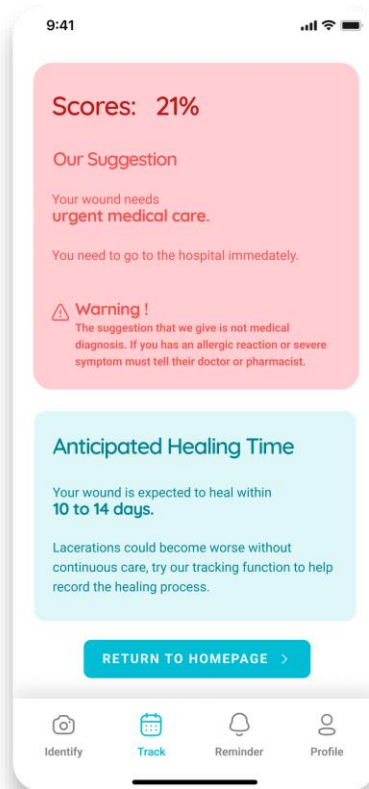 9:41
Scores: 21%
Our Suggestion
Your wound needs
urgent medical care.
You need to go to the hospital immediately.
Warning !
The suggestion that we give is not medical
diagnosis. If you has an allergic reaction or severe
symptom must tell their doctor or pharmacist.
Anticipated Healing Time
Your wound is expected to heal within
10 to 14 days.
Lacerations could become worse without
continuous care, try our tracking function to help
record the healing process.
RETURN TO HOMEPAGE
Identify Track Reminder Profile